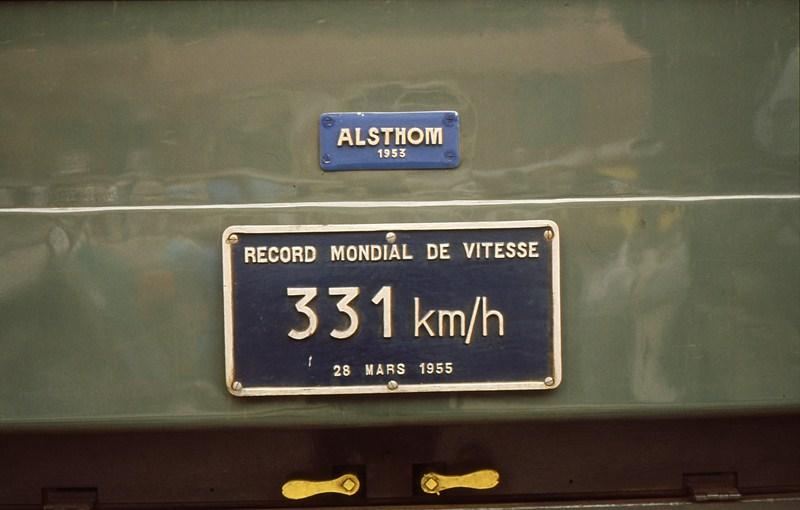 ALSTHOM
1953
RECORD MONDIAL DE VITESSE
331 km/h
28 MARS 1955